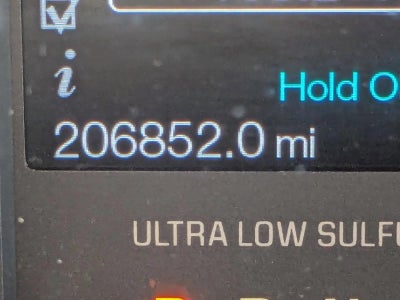 i
Hold O
206852.0 mi
ULTRA LOW SULFU